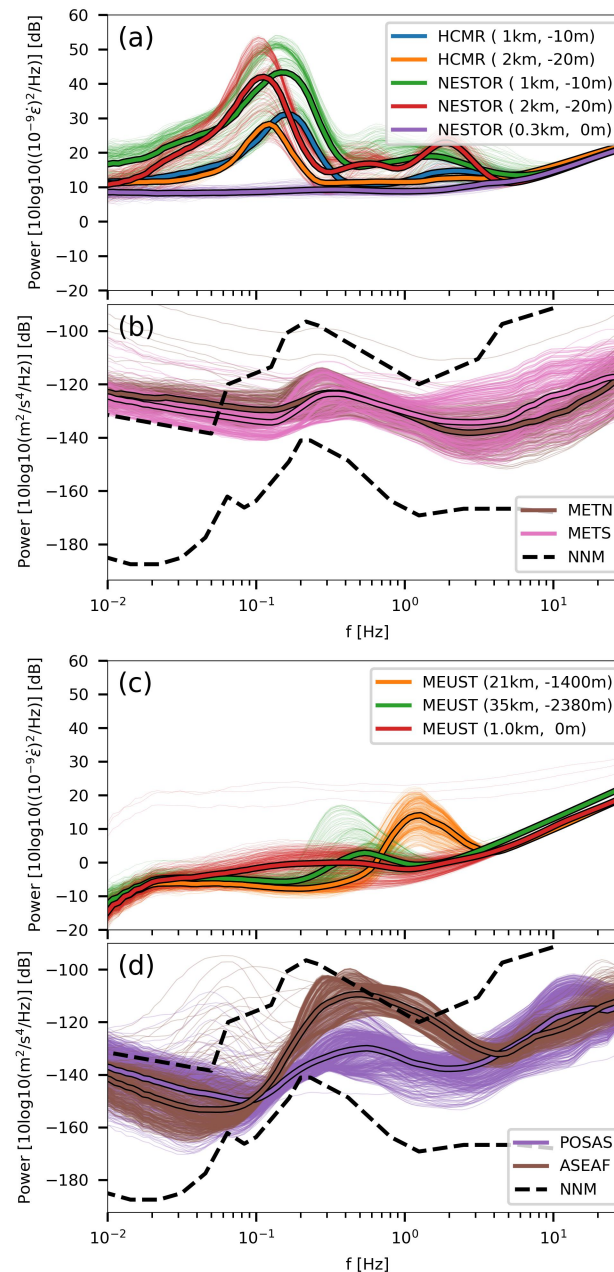 (a)
HCMR ( 1km, -10m)
HCMR ( 2km, -20m)
NESTOR ( 1km, -10m)
NESTOR ( 2km, -20m)
NESTOR (0.3km, 0m)
Power [10log10((10⁻⁹ε̇)²/Hz)] [dB]
60
50
40
30
20
10
0
−10
−20
(b)
Power [10log10(m²/s⁴/Hz)] [dB]
−100
−120
−140
−160
−180
METN
METS
NNM
10⁻² 10⁻¹ 10⁰ 10¹
f [Hz]
(c)
MEUST (21km, -1400m)
MEUST (35km, -2380m)
MEUST (1.0km, 0m)
Power [10log10((10⁻⁹ε̇)²/Hz)] [dB]
60
50
40
30
20
10
0
−10
−20
(d)
Power [10log10(m²/s⁴/Hz)] [dB]
−100
−120
−140
−160
−180
POSAS
ASEAF
NNM
10⁻² 10⁻¹ 10⁰ 10¹
f [Hz]